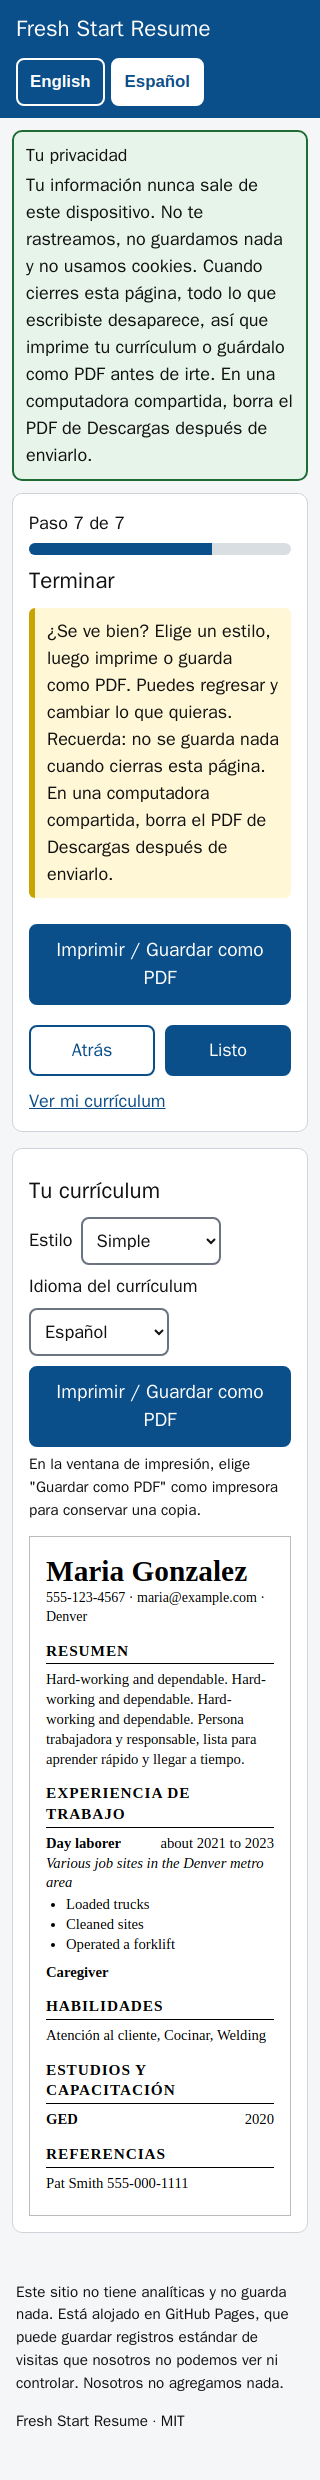 Fresh Start Resume
English
Español
Tu privacidad
Tu información nunca sale de
este dispositivo. No te
rastreamos, no guardamos nada
y no usamos cookies. Cuando
cierres esta página, todo lo que
escribiste desaparece, así que
imprime tu currículum o guárdalo
como PDF antes de irte. En una
computadora compartida, borra el
PDF de Descargas después de
enviarlo.
Paso 7 de 7
Terminar
¿Se ve bien? Elige un estilo,
luego imprime o guarda
como PDF. Puedes regresar y
cambiar lo que quieras.
Recuerda: no se guarda nada
cuando cierras esta página.
En una computadora
compartida, borra el PDF de
Descargas después de
enviarlo.
Imprimir / Guardar como
PDF
Atrás
Listo
Ver mi currículum
Tu currículum
Estilo
Simple
Idioma del currículum
Español
Imprimir / Guardar como
PDF
En la ventana de impresión, elige
"Guardar como PDF" como impresora
para conservar una copia.
Maria Gonzalez
555-123-4567 · maria@example.com ·
Denver
RESUMEN
Hard-working and dependable. Hard-
working and dependable. Hard-
working and dependable. Persona
trabajadora y responsable, lista para
aprender rápido y llegar a tiempo.
EXPERIENCIA DE
TRABAJO
Day laborer about 2021 to 2023
Various job sites in the Denver metro
area
• Loaded trucks
• Cleaned sites
• Operated a forklift
Caregiver
HABILIDADES
Atención al cliente, Cocinar, Welding
ESTUDIOS Y
CAPACITACIÓN
GED 2020
REFERENCIAS
Pat Smith 555-000-1111
Este sitio no tiene analíticas y no guarda
nada. Está alojado en GitHub Pages, que
puede guardar registros estándar de
visitas que nosotros no podemos ver ni
controlar. Nosotros no agregamos nada.
Fresh Start Resume · MIT